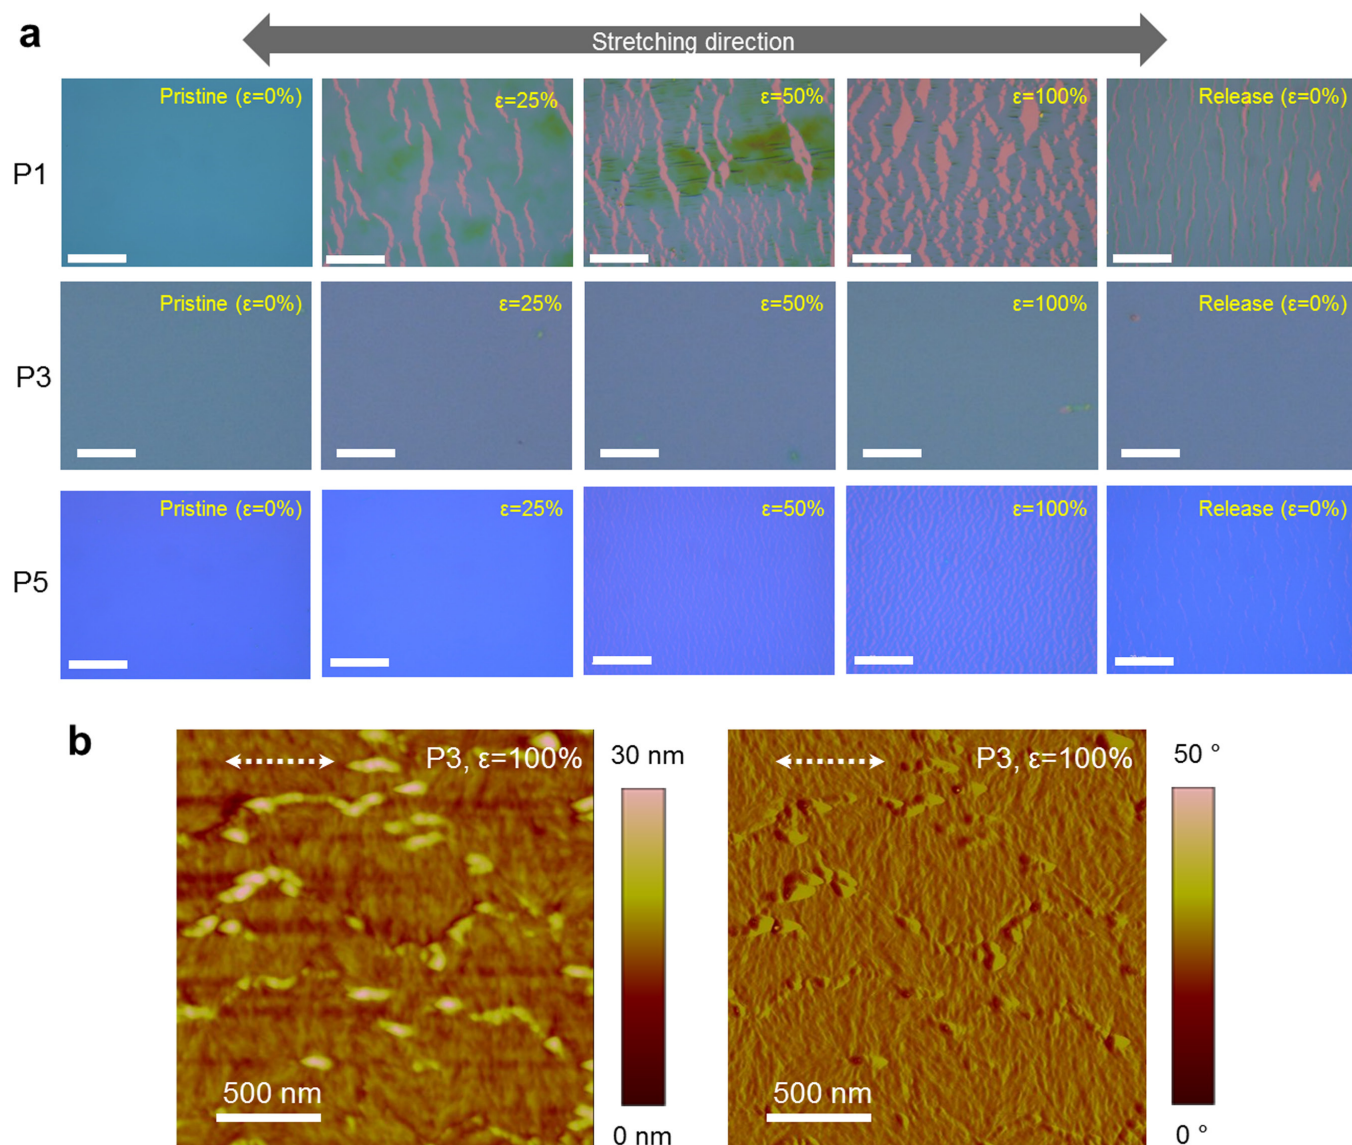 a
Stretching direction
P1
Pristine (ε=0%)
ε=25%
ε=50%
ε=100%
Release (ε=0%)
P3
Pristine (ε=0%)
ε=25%
ε=50%
ε=100%
Release (ε=0%)
P5
Pristine (ε=0%)
ε=25%
ε=50%
ε=100%
Release (ε=0%)
b
P3, ε=100%
500 nm
30 nm
0 nm
P3, ε=100%
500 nm
50 °
0 °